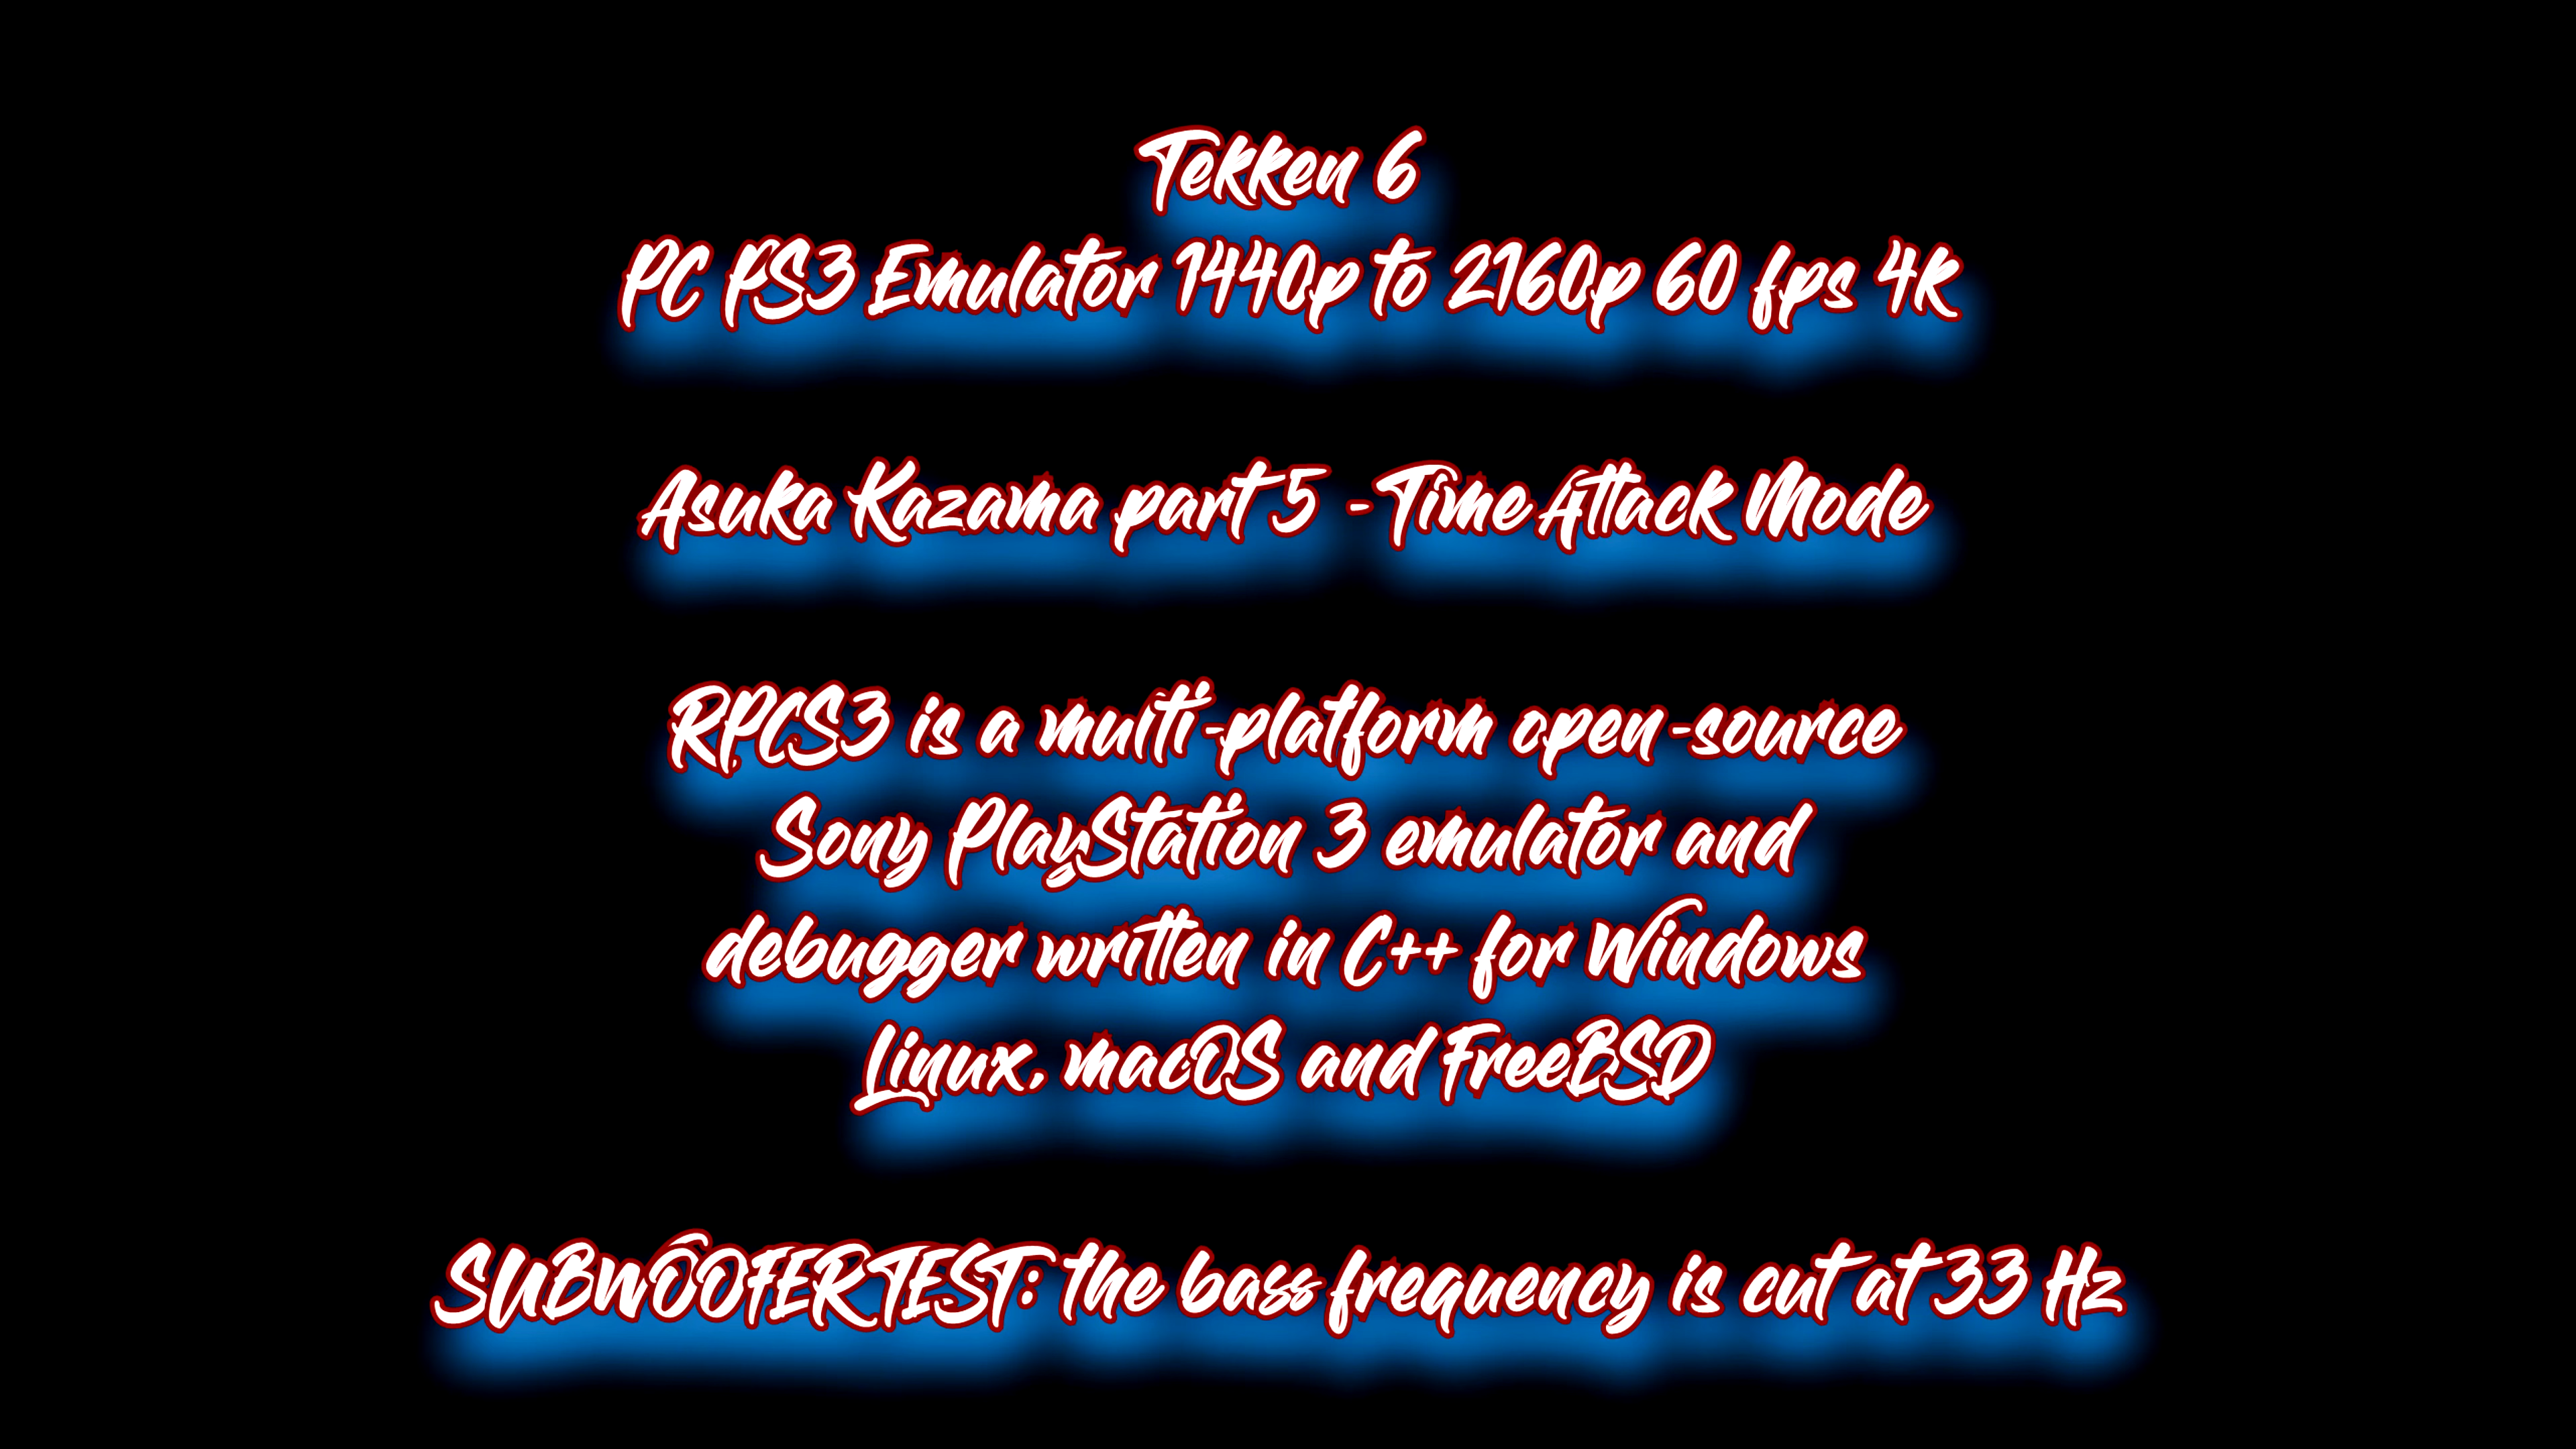 Tekken 6
PC PS3 Emulator 1440p to 2160p 60 fps 4k
Asuka Kazama part 5 - Time Attack Mode
RPCS3 is a multi-platform open-source
Sony PlayStation 3 emulator and
debugger written in C++ for Windows
Linux, macOS and FreeBSD
SUBWOOFER TEST: the bass frequency is cut at 33 Hz